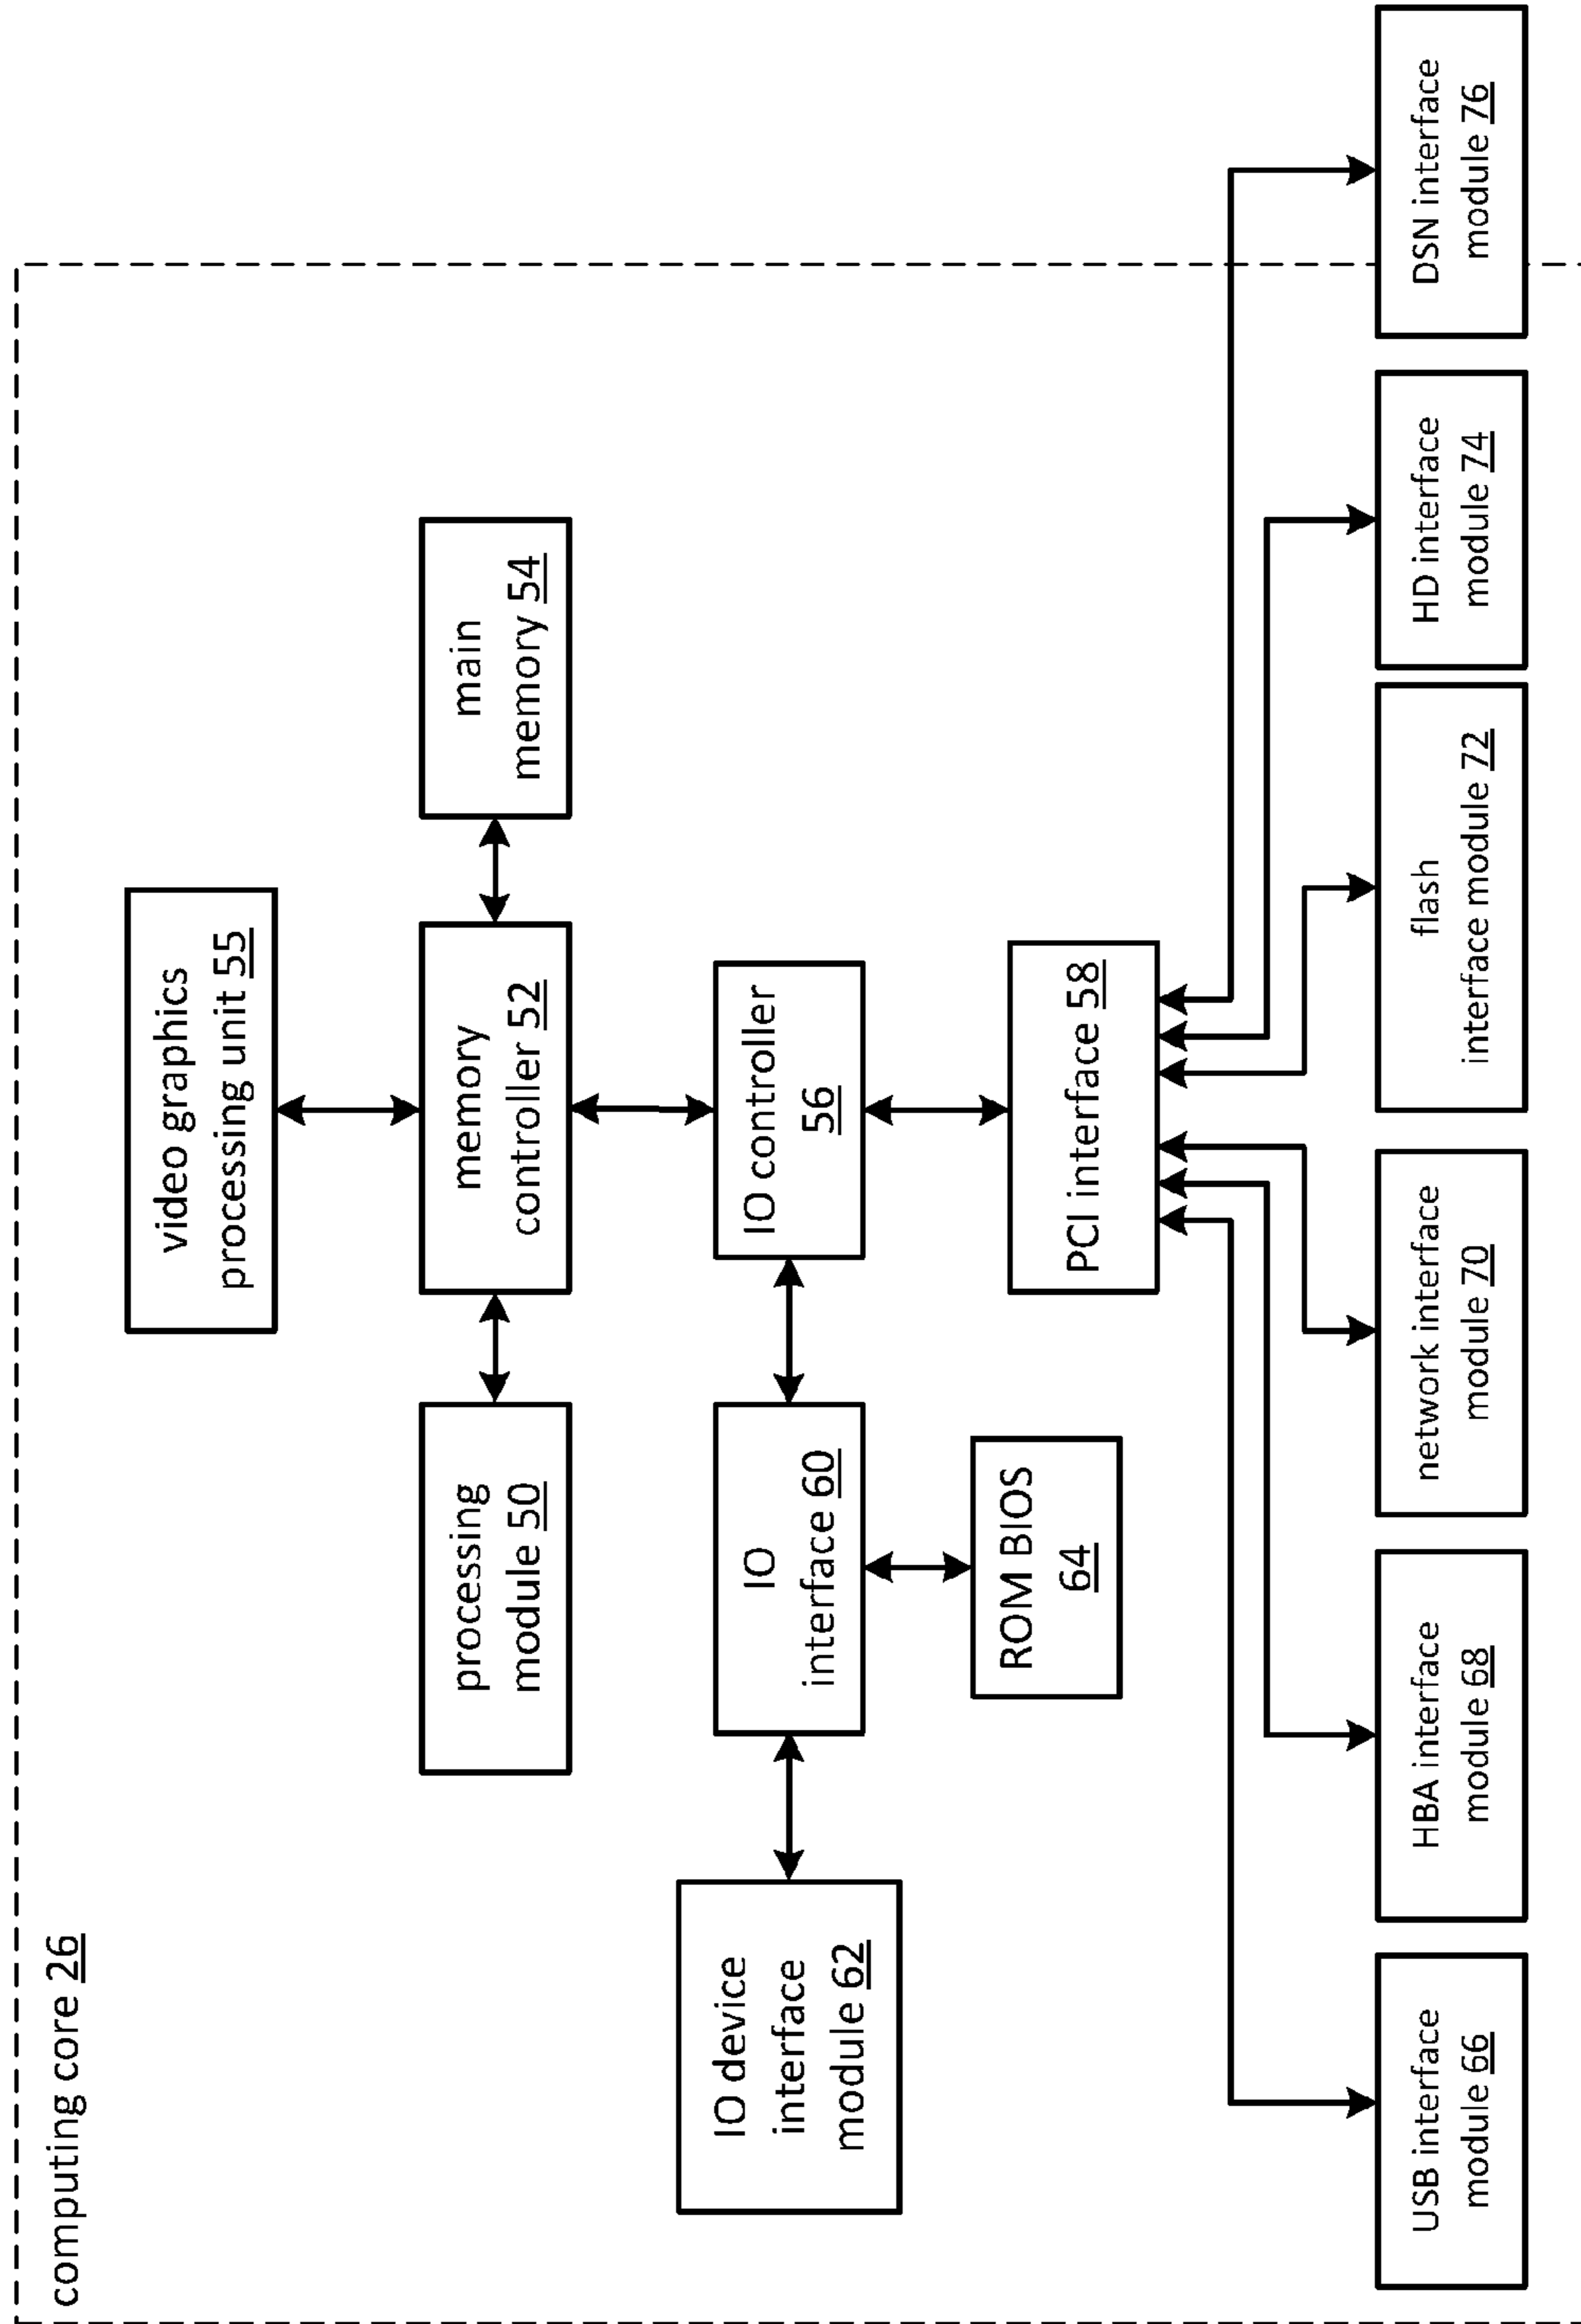 computing core 26
video graphics
processing unit 55
processing
module 50
memory
controller 52
main
memory 54
IO device
interface
module 62
IO
interface 60
IO controller
56
ROM BIOS
64
PCI interface 58
USB interface
module 66
HBA interface
module 68
network interface
module 70
flash
interface module 72
HD interface
module 74
DSN interface
module 76